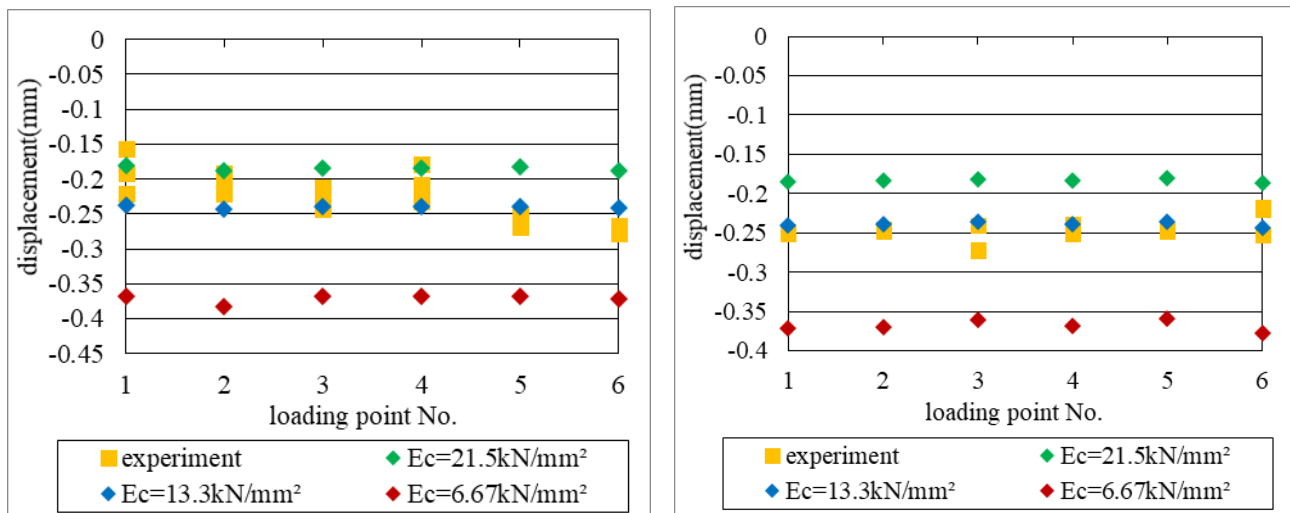 0
-0.05
-0.1
-0.15
-0.2
-0.25
-0.3
-0.35
-0.4
-0.45
displacement(mm)
1 2 3 4 5 6
loading point No.
experiment Ec=21.5kN/mm²
Ec=13.3kN/mm² Ec=6.67kN/mm²
0
-0.05
-0.1
-0.15
-0.2
-0.25
-0.3
-0.35
-0.4
displacement(mm)
1 2 3 4 5 6
loading point No.
experiment Ec=21.5kN/mm²
Ec=13.3kN/mm² Ec=6.67kN/mm²